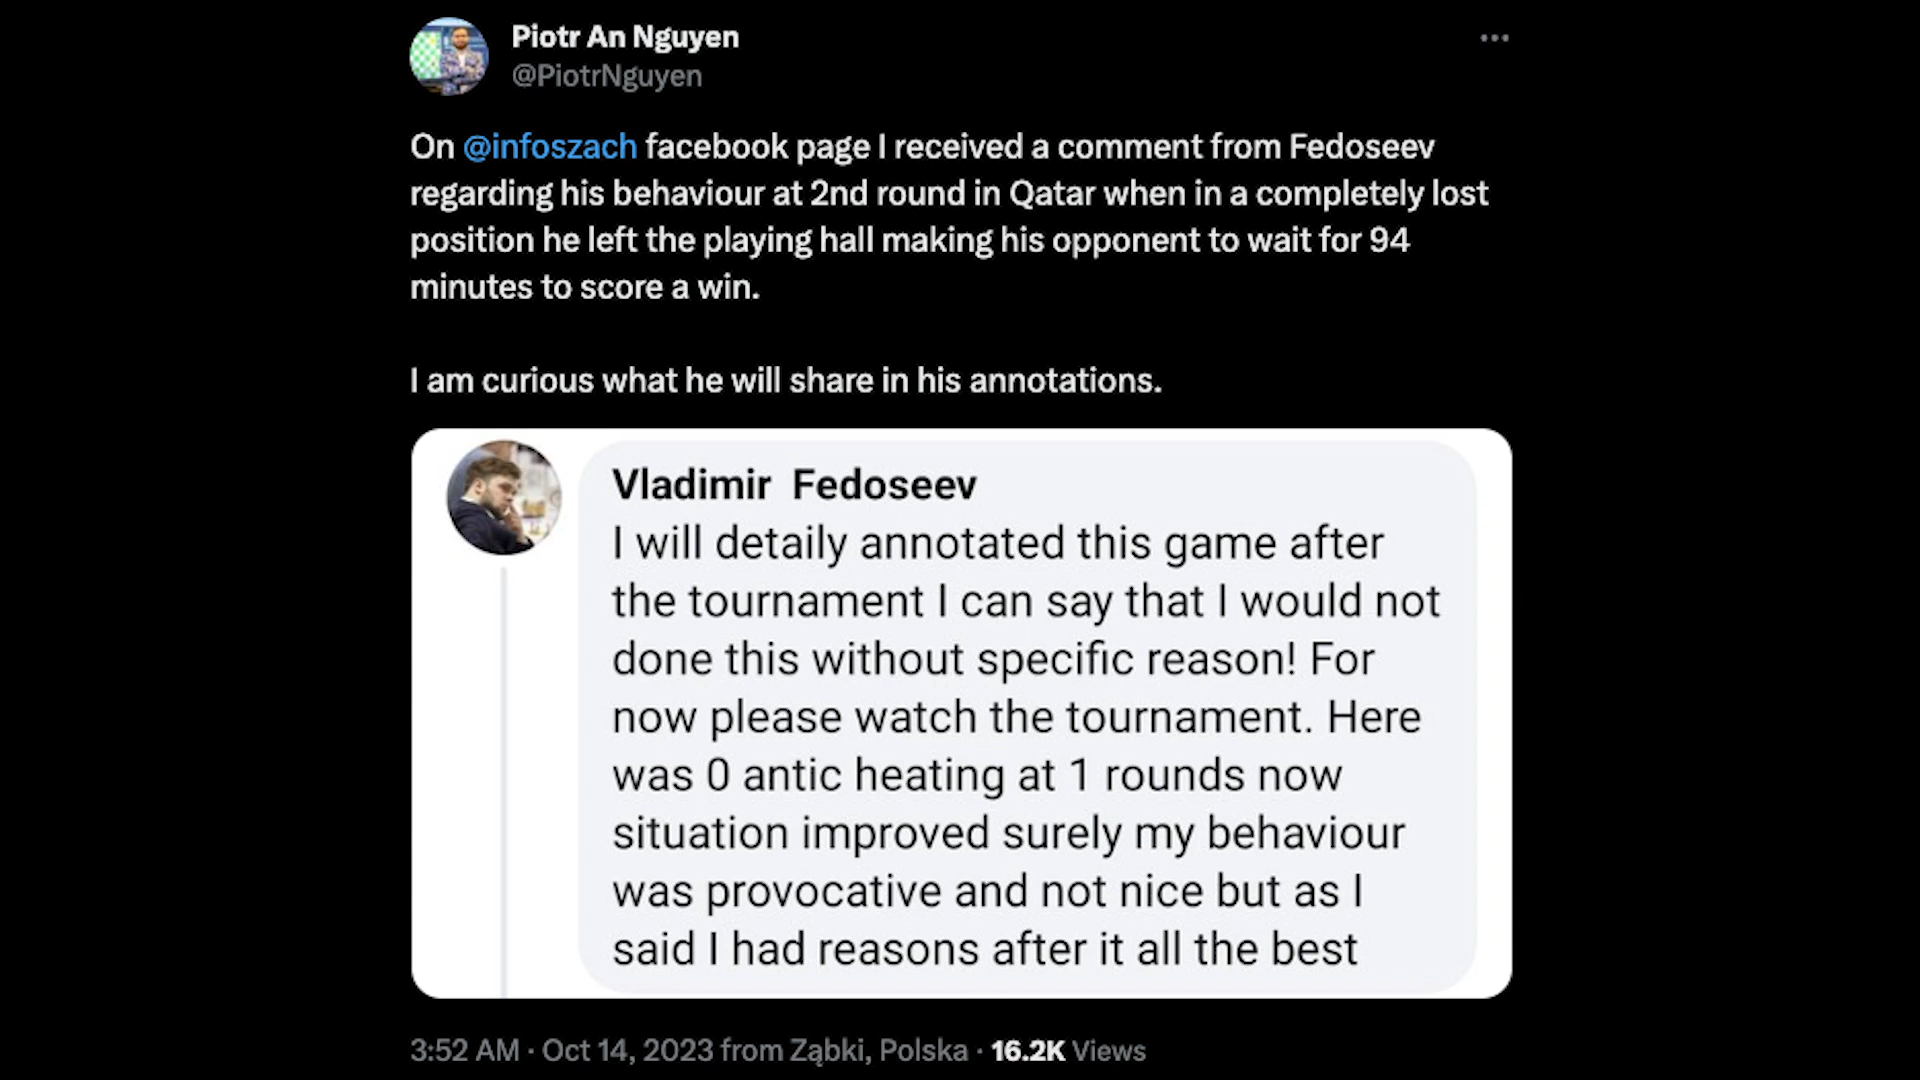 Piotr An Nguyen
@PiotrNguyen
On @infoszach facebook page I received a comment from Fedoseev
regarding his behaviour at 2nd round in Qatar when in a completely lost
position he left the playing hall making his opponent to wait for 94
minutes to score a win.
I am curious what he will share in his annotations.
Vladimir Fedoseev
I will detaily annotated this game after
the tournament I can say that I would not
done this without specific reason! For
now please watch the tournament. Here
was 0 antic heating at 1 rounds now
situation improved surely my behaviour
was provocative and not nice but as I
said I had reasons after it all the best
3:52 AM · Oct 14, 2023 from Ząbki, Polska · 16.2K Views